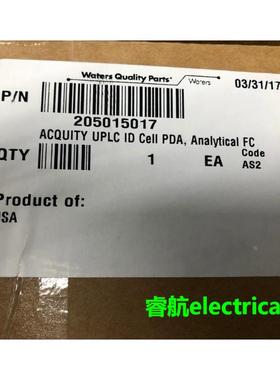 Waters Quality Parts
Waters
03/31/17
P/N
205015017
ACQUITY UPLC ID Cell PDA, Analytical FC
QTY
1
EA
Code
AS2
Product of:
USA
睿航electrical